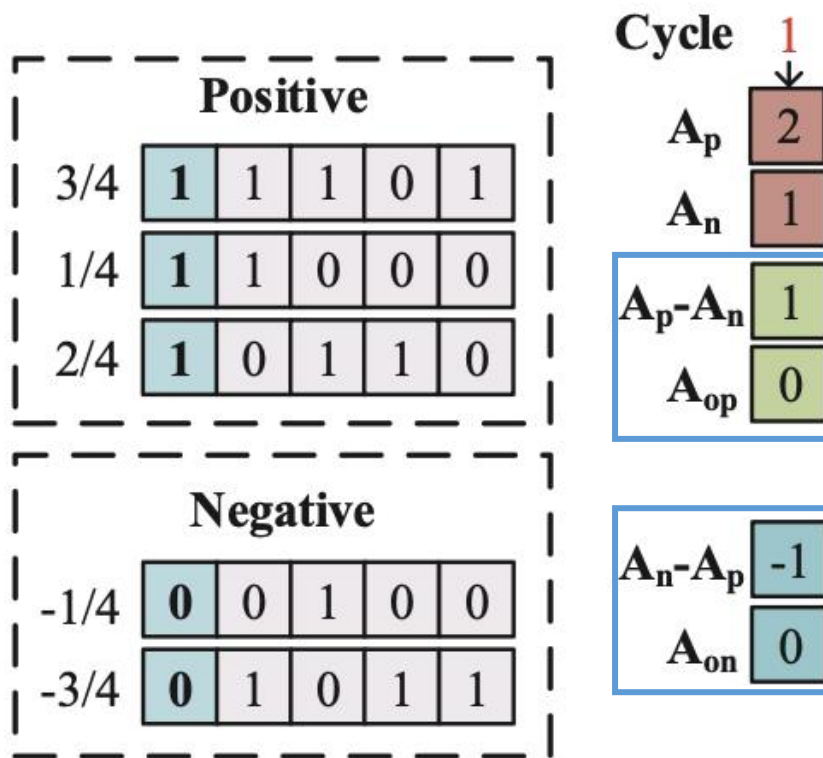 Positive
3/4 1 1 1 0 1
1/4 1 1 0 0 0
2/4 1 0 1 1 0
Negative
-1/4 0 0 1 0 0
-3/4 0 1 0 1 1
Cycle 1
Ap 2
An 1
Ap-An 1
Aop 0
An-Ap -1
Aon 0